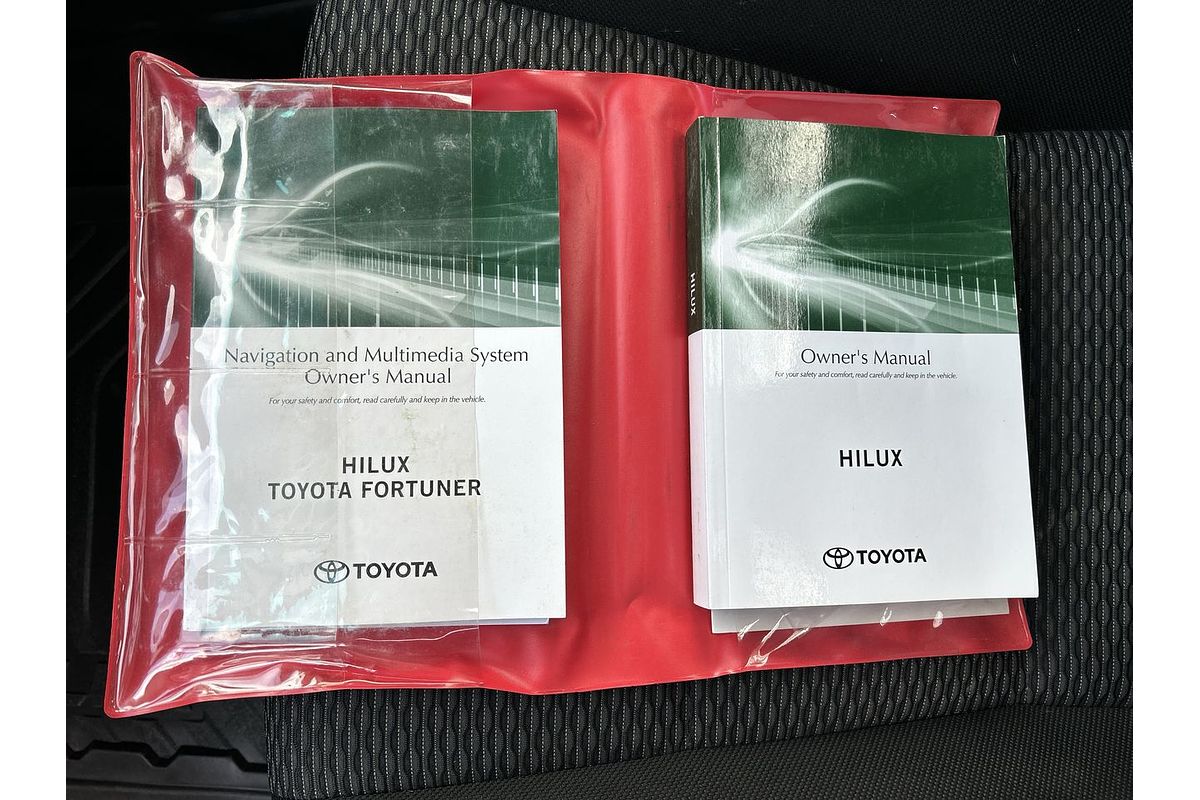 Navigation and Multimedia System
Owner's Manual
For your safety and comfort, read carefully and keep in the vehicle.
HILUX
TOYOTA FORTUNER
TOYOTA
HILUX
Owner's Manual
For your safety and comfort, read carefully and keep in the vehicle.
HILUX
TOYOTA